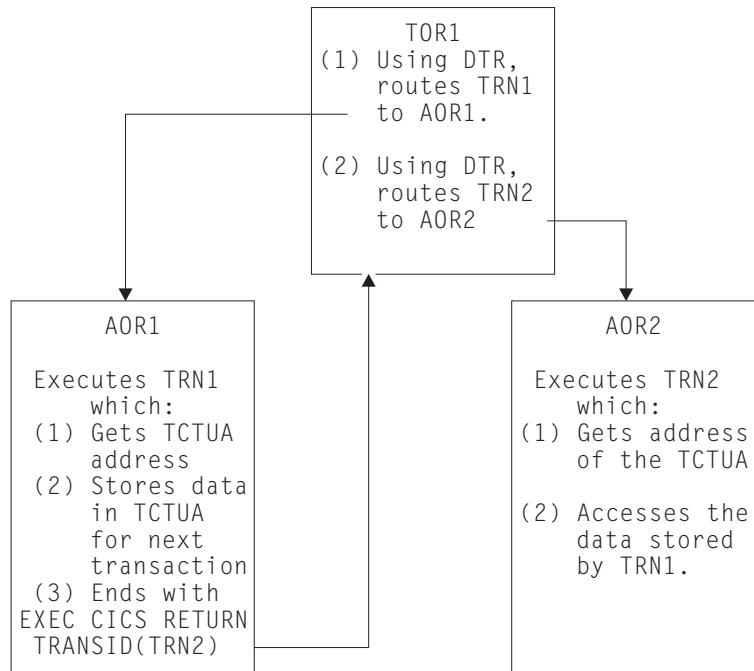 TOR1
(1) Using DTR,
routes TRN1
to AOR1.
(2) Using DTR,
routes TRN2
to AOR2
AOR1
Executes TRN1
which:
(1) Gets TCTUA
address
(2) Stores data
in TCTUA
for next
transaction
(3) Ends with
EXEC CICS RETURN
TRANSID(TRN2)
AOR2
Executes TRN2
which:
(1) Gets address
of the TCTUA
(2) Accesses the
data stored
by TRN1.